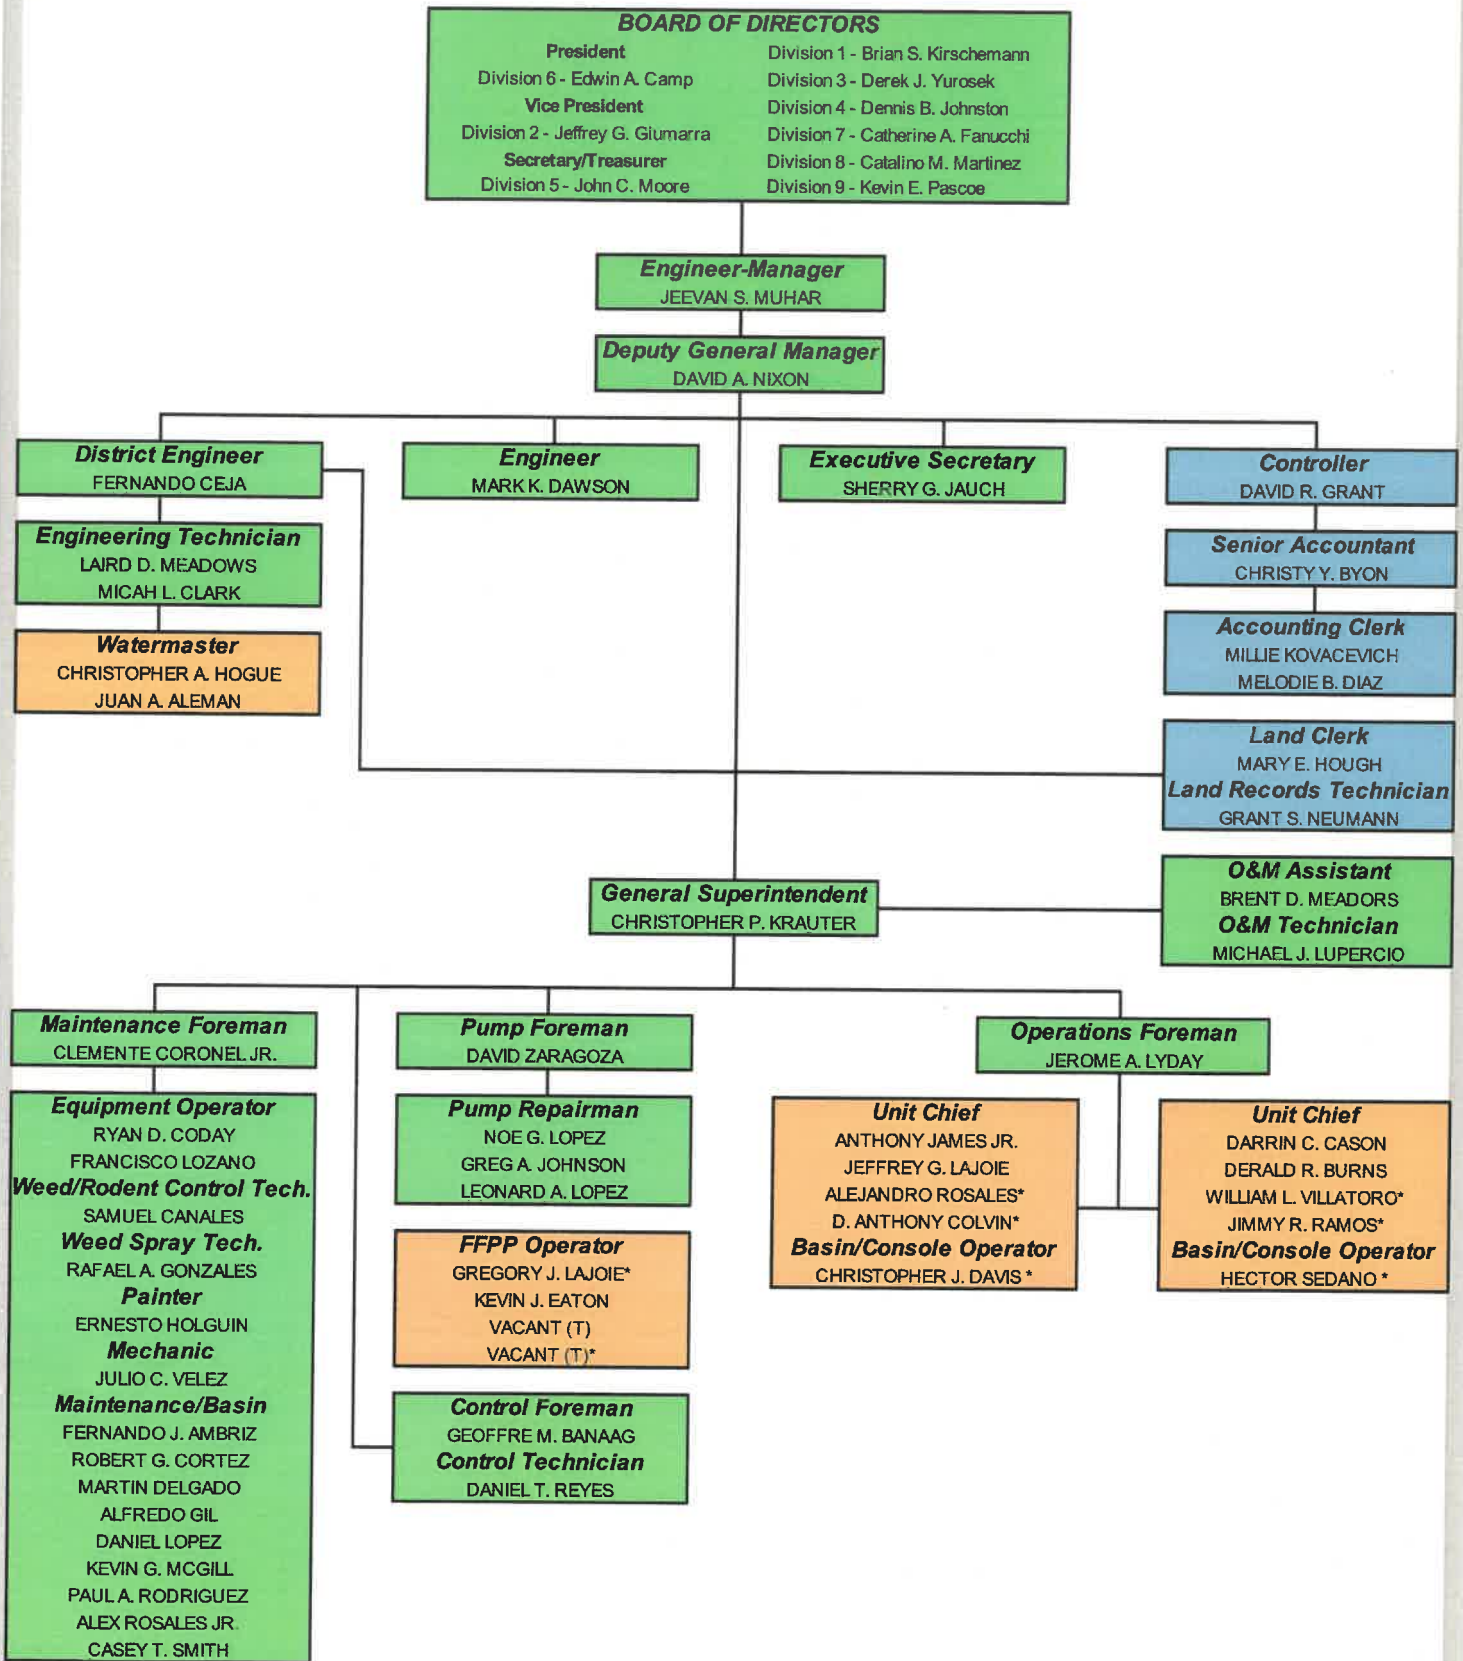 BOARD OF DIRECTORS
President
Division 6 - Edwin A. Camp
Vice President
Division 2 - Jeffrey G. Giumarra
Secretary/Treasurer
Division 5 - John C. Moore
Division 1 - Brian S. Kirschemann
Division 3 - Derek J. Yurosek
Division 4 - Dennis B. Johnston
Division 7 - Catherine A. Fanucchi
Division 8 - Catalino M. Martinez
Division 9 - Kevin E. Pascoe
Engineer-Manager
JEEVAN S. MUHAR
Deputy General Manager
DAVID A. NIXON
District Engineer
FERNANDO CEJA
Engineer
MARK K. DAWSON
Executive Secretary
SHERRY G. JAUCH
Controller
DAVID R. GRANT
Engineering Technician
LAIRD D. MEADOWS
MICAH L. CLARK
Senior Accountant
CHRISTY Y. BYON
Watermaster
CHRISTOPHER A. HOGUE
JUAN A. ALEMAN
Accounting Clerk
MILLIE KOVACEVICH
MELODIE B. DIAZ
Land Clerk
MARY E. HOUGH
Land Records Technician
GRANT S. NEUMANN
General Superintendent
CHRISTOPHER P. KRAUTER
O&M Assistant
BRENT D. MEADORS
O&M Technician
MICHAEL J. LUPERCIO
Maintenance Foreman
CLEMENTE CORONEL JR.
Equipment Operator
RYAN D. CODAY
FRANCISCO LOZANO
Weed/Rodent Control Tech.
SAMUEL CANALES
Weed Spray Tech.
RAFAEL A. GONZALES
Painter
ERNESTO HOLGUIN
Mechanic
JULIO C. VELEZ
Maintenance/Basin
FERNANDO J. AMBRIZ
ROBERT G. CORTEZ
MARTIN DELGADO
ALFREDO GIL
DANIEL LOPEZ
KEVIN G. MCGILL
PAUL A. RODRIGUEZ
ALEX ROSALES JR.
CASEY T. SMITH
Pump Foreman
DAVID ZARAGOZA
Pump Repairman
NOE G. LOPEZ
GREG A. JOHNSON
LEONARD A. LOPEZ
FFPP Operator
GREGORY J. LAJOIE*
KEVIN J. EATON
VACANT (T)
VACANT (T)*
Control Foreman
GEOFFRE M. BANAAG
Control Technician
DANIEL T. REYES
Operations Foreman
JEROME A. LYDAY
Unit Chief
ANTHONY JAMES JR.
JEFFREY G. LAJOIE
ALEJANDRO ROSALES*
D. ANTHONY COLVIN*
Basin/Console Operator
CHRISTOPHER J. DAVIS *
Unit Chief
DARRIN C. CASON
DERALD R. BURNS
WILLIAM L. VILLATORO*
JIMMY R. RAMOS*
Basin/Console Operator
HECTOR SEDANO *